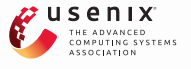 usenix
THE ADVANCED
COMPUTING SYSTEMS
ASSOCIATION